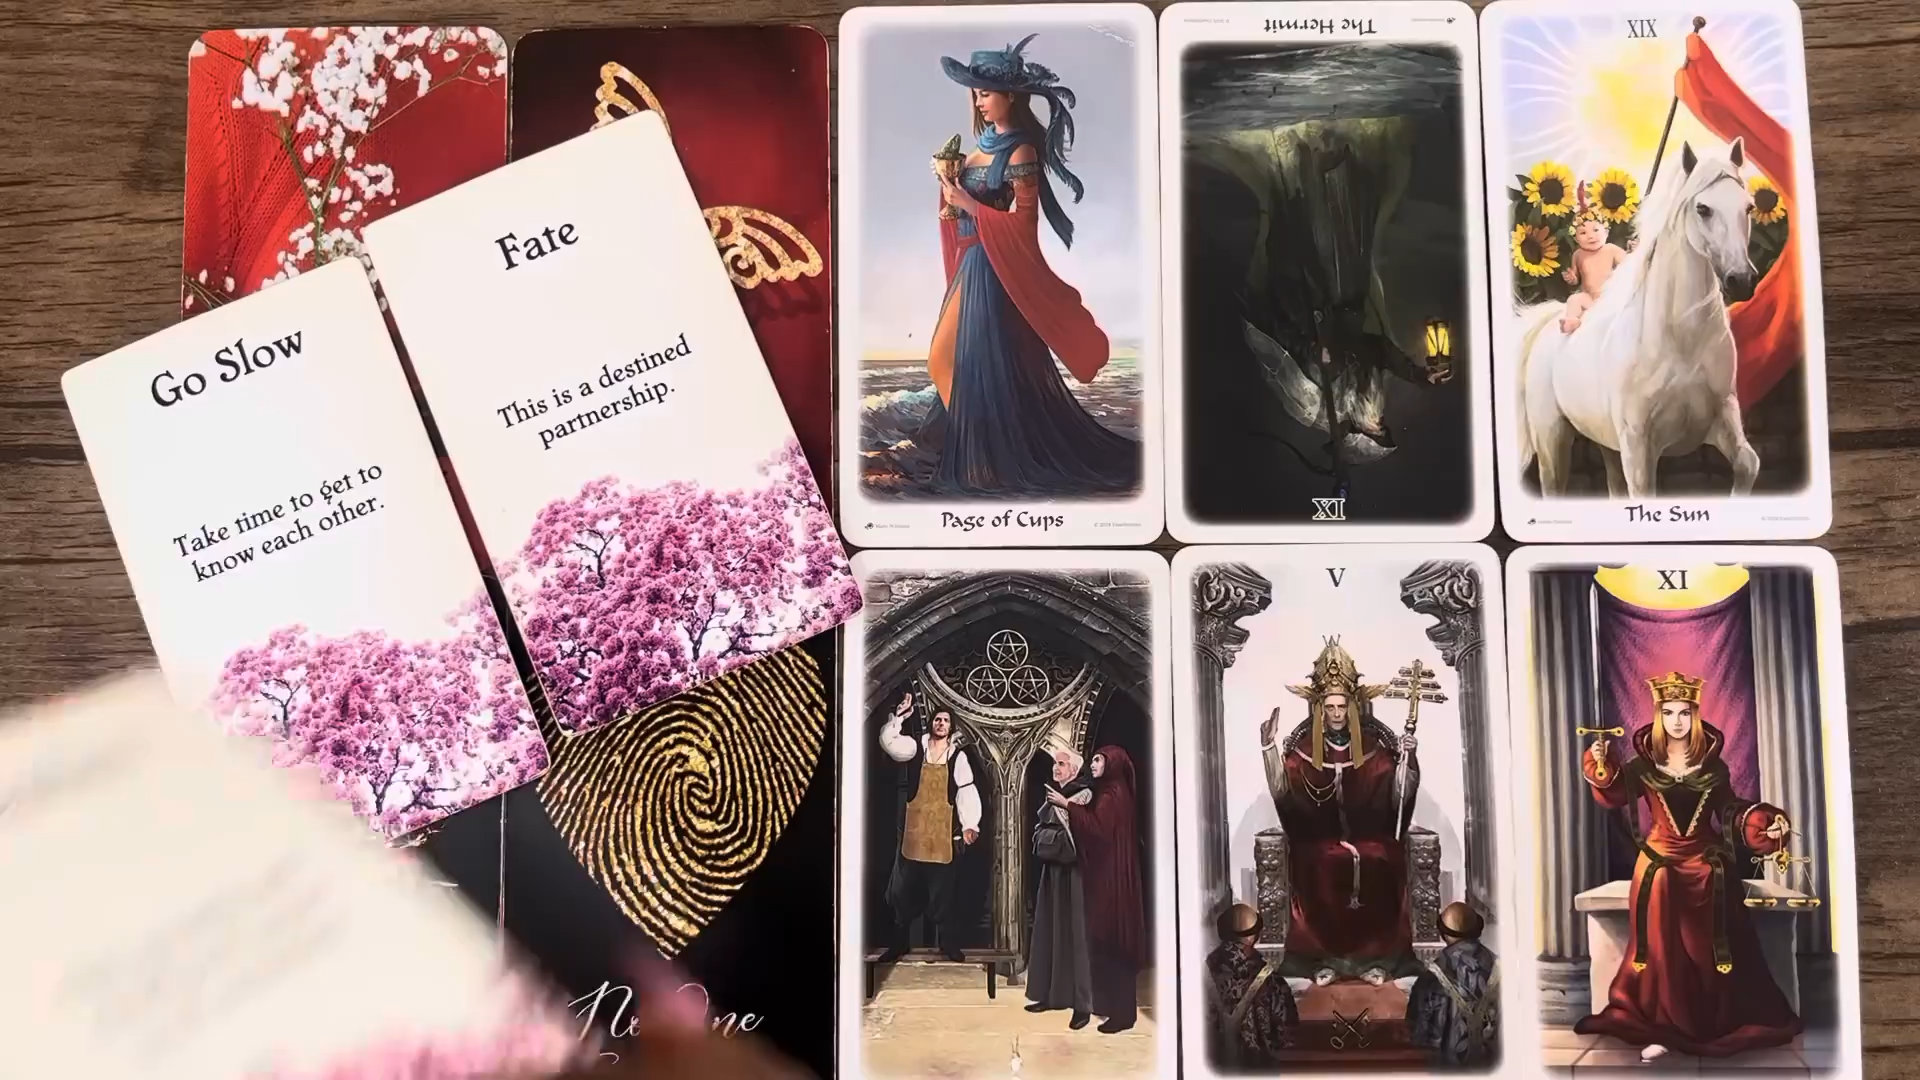 Go Slow
Take time to get to
know each other.
Fate
This is a destined
partnership.
Page of Cups
The Hermit
IX
XIX
The Sun
V
XI